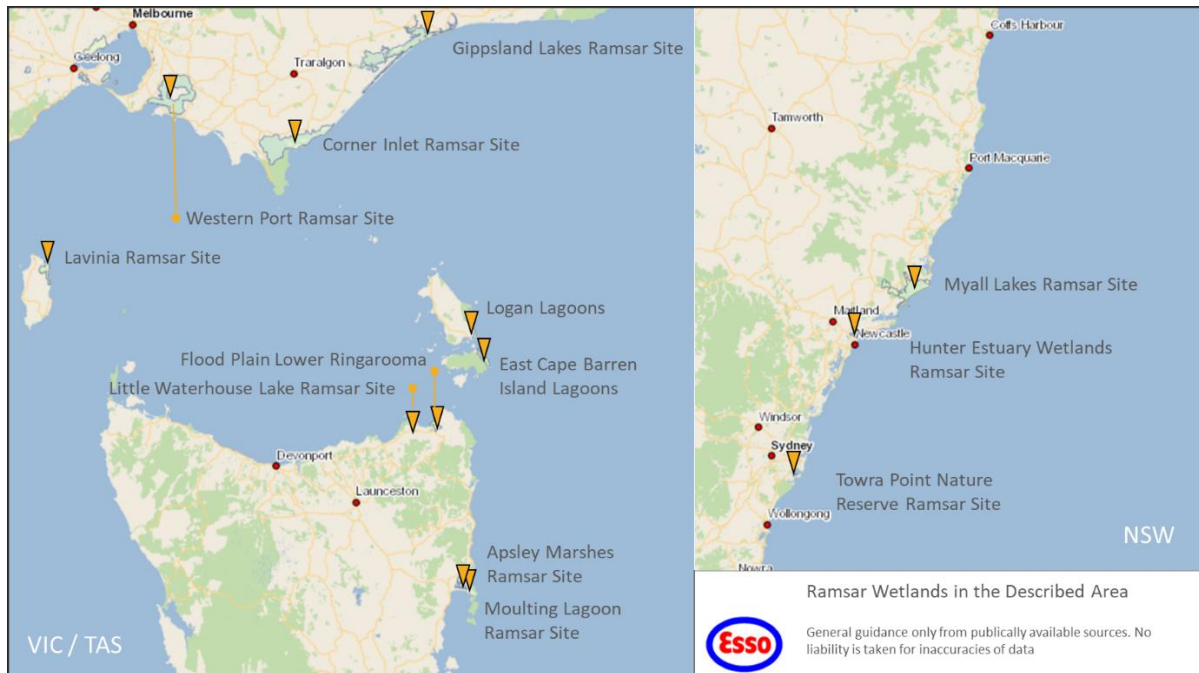 Melbourne
Geelong
Traralgon
Gippsland Lakes Ramsar Site
Corner Inlet Ramsar Site
Western Port Ramsar Site
Lavinia Ramsar Site
Logan Lagoons
Flood Plain Lower Ringarooma
East Cape Barren
Island Lagoons
Little Waterhouse Lake Ramsar Site
Devonport
Launceston
Apsley Marshes
Ramsar Site
Moulting Lagoon
Ramsar Site
VIC / TAS
Coffs Harbour
Tamworth
Port Macquarie
Myall Lakes Ramsar Site
Maitland
Newcastle
Hunter Estuary Wetlands
Ramsar Site
Windsor
Sydney
Towra Point Nature
Reserve Ramsar Site
Wollongong
NSW
Nowra
Ramsar Wetlands in the Described Area
Esso
General guidance only from publically available sources. No
liability is taken for inaccuracies of data